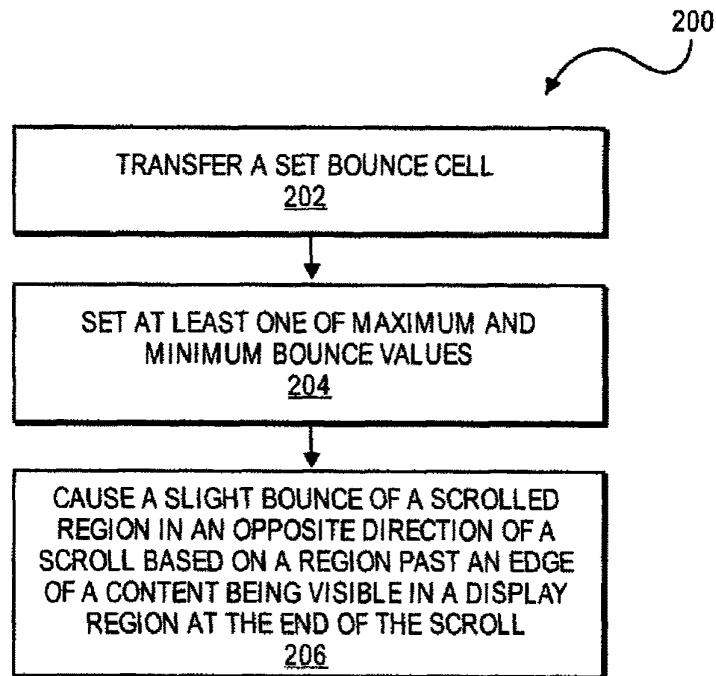 200
TRANSFER A SET BOUNCE CELL
202
SET AT LEAST ONE OF MAXIMUM AND
MINIMUM BOUNCE VALUES
204
CAUSE A SLIGHT BOUNCE OF A SCROLLED
REGION IN AN OPPOSITE DIRECTION OF A
SCROLL BASED ON A REGION PAST AN EDGE
OF A CONTENT BEING VISIBLE IN A DISPLAY
REGION AT THE END OF THE SCROLL
206